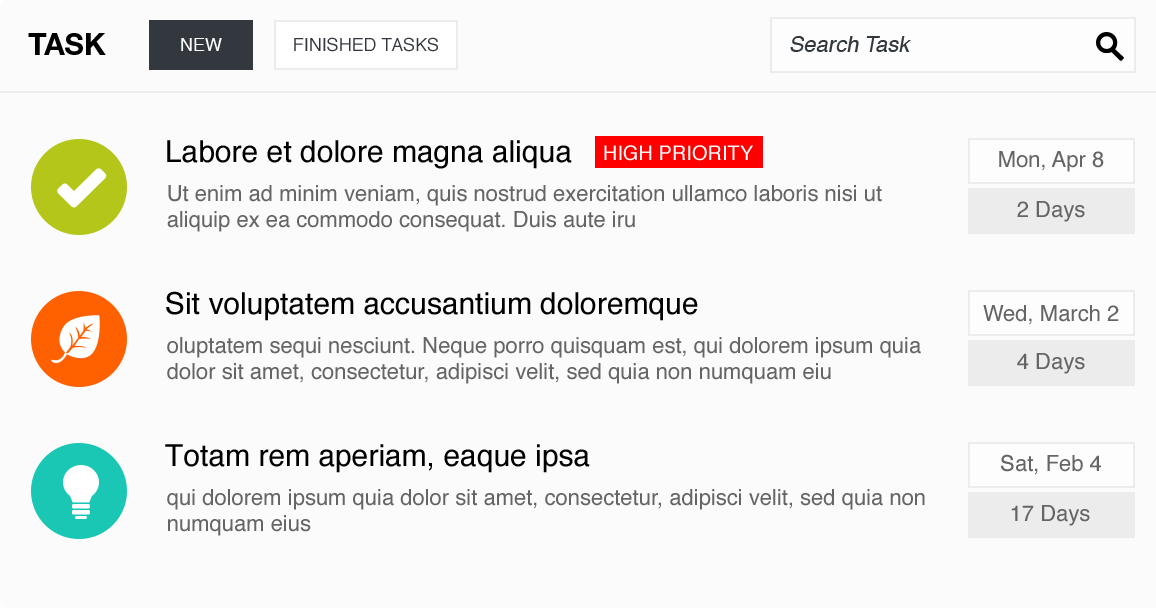 TASK
NEW
FINISHED TASKS
Search Task
Labore et dolore magna aliqua
HIGH PRIORITY
Ut enim ad minim veniam, quis nostrud exercitation ullamco laboris nisi ut
aliquip ex ea commodo consequat. Duis aute iru
Mon, Apr 8
2 Days
Sit voluptatem accusantium doloremque
oluptatem sequi nesciunt. Neque porro quisquam est, qui dolorem ipsum quia
dolor sit amet, consectetur, adipisci velit, sed quia non numquam eiu
Wed, March 2
4 Days
Totam rem aperiam, eaque ipsa
qui dolorem ipsum quia dolor sit amet, consectetur, adipisci velit, sed quia non
numquam eius
Sat, Feb 4
17 Days